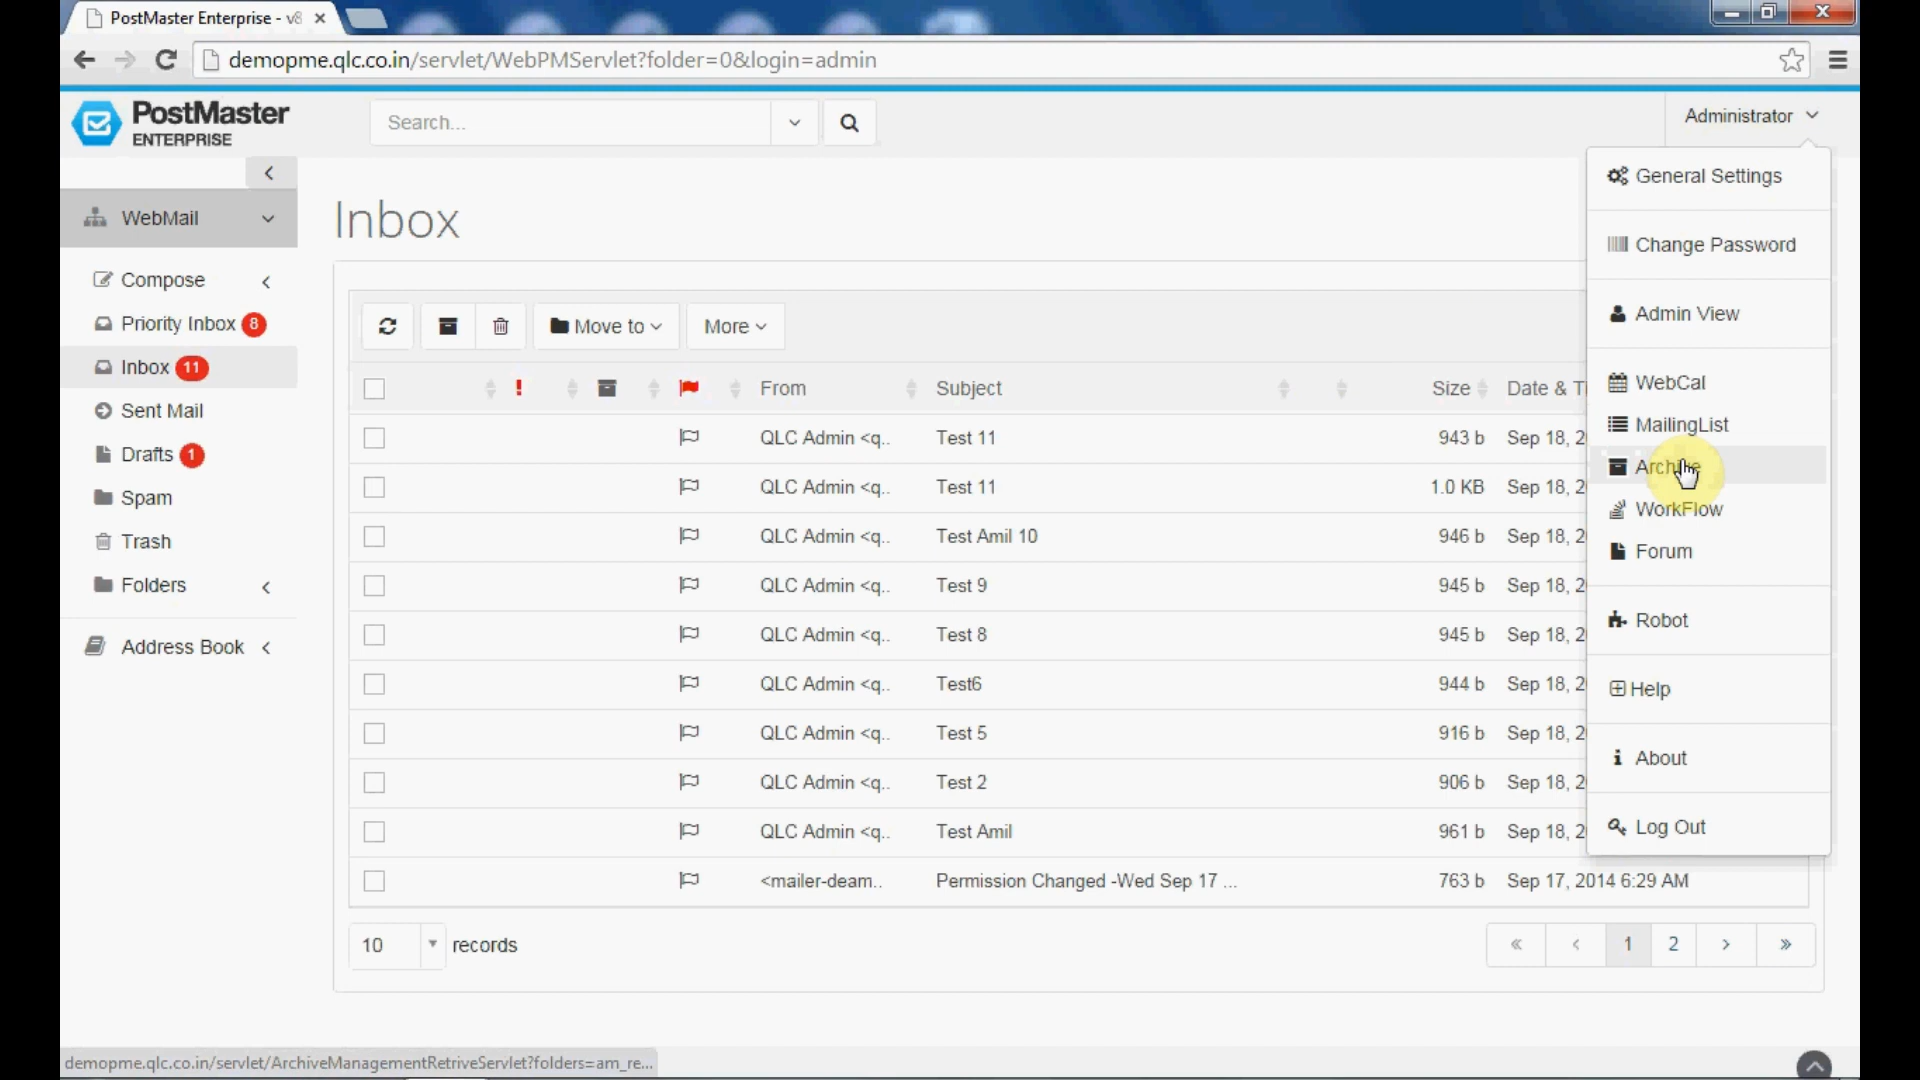 PostMaster Enterprise - v8
demopme.qlc.co.in/servlet/WebPMServlet?folder=0&login=admin
PostMaster
ENTERPRISE
Search...
Administrator
General Settings
Change Password
Admin View
WebCal
MailingList
Archive
WorkFlow
Forum
Robot
Help
About
Log Out
WebMail
Compose
Priority Inbox 8
Inbox 11
Sent Mail
Drafts 1
Spam
Trash
Folders
Address Book
Inbox
Move to More
! From Subject Size Date & Ti
QLC Admin <q.. Test 11 943 b Sep 18, 2
QLC Admin <q.. Test 11 1.0 KB Sep 18, 2
QLC Admin <q.. Test Amil 10 946 b Sep 18, 2
QLC Admin <q.. Test 9 945 b Sep 18, 2
QLC Admin <q.. Test 8 945 b Sep 18, 2
QLC Admin <q.. Test6 944 b Sep 18, 2
QLC Admin <q.. Test 5 916 b Sep 18, 2
QLC Admin <q.. Test 2 906 b Sep 18, 2
QLC Admin <q.. Test Amil 961 b Sep 18, 2
<mailer-deam.. Permission Changed -Wed Sep 17 ... 763 b Sep 17, 2014 6:29 AM
10 records
« ‹ 1 2 › »
demopme.qlc.co.in/servlet/ArchiveManagementRetriveServlet?folders=am_re...